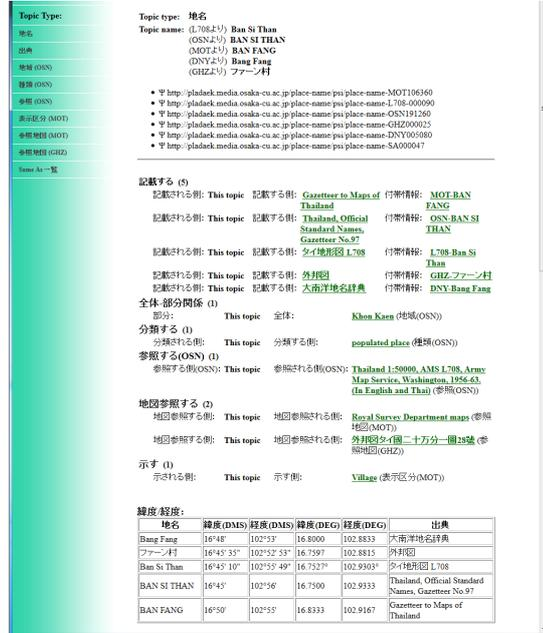 Topic Type:
地名
出典
地域 (OSN)
種類 (OSN)
参照 (OSN)
表示区分 (MOT)
参照地図 (MOT)
参照地図 (GHZ)
Same As 一覧
Topic type: 地名
Topic name: (L708より) Ban Si Than
(OSNより) BAN SI THAN
(MOTより) BAN FANG
(DNYより) Bang Fang
(GHZより) ファーン村
http://pladaek.media.osaka-cu.ac.jp/place-name/psi/place-name-MOT106360
http://pladaek.media.osaka-cu.ac.jp/place-name/psi/place-name-L708-000090
http://pladaek.media.osaka-cu.ac.jp/place-name/psi/place-name-OSN191260
http://pladaek.media.osaka-cu.ac.jp/place-name/psi/place-name-GHZ000025
http://pladaek.media.osaka-cu.ac.jp/place-name/psi/place-name-DNY005080
http://pladaek.media.osaka-cu.ac.jp/place-name/psi/place-name-SA000047
記載する (5)
記載される側: This topic 記載する側: Gazetteer to Maps of Thailand 付帯情報: MOT-BAN FANG
記載される側: This topic 記載する側: Thailand, Official Standard Names, Gazetteer No.97 付帯情報: OSN-BAN SI THAN
記載される側: This topic 記載する側: タイ地形図 L708 付帯情報: L708-Ban Si Than
記載される側: This topic 記載する側: 外邦図 付帯情報: GHZ-ファーン村
記載される側: This topic 記載する側: 大南洋地名辞典 付帯情報: DNY-Bang Fang
全体-部分関係 (1)
部分: This topic 全体: Khon Kaen (地域(OSN))
分類する (1)
分類される側: This topic 分類する側: populated place (種類(OSN))
参照する(OSN) (1)
参照する側(OSN): This topic 参照される側(OSN): Thailand 1:50000, AMS L708, Army Map Service, Washington, 1956-63. (In English and Thai) (参照(OSN))
地図参照する (2)
地図参照する側: This topic 地図参照される側: Royal Survey Department maps (参照地図(MOT))
地図参照する側: This topic 地図参照される側: 外邦図タイ國二十万分一圖28號 (参照地図(GHZ))
示す (1)
示される側: This topic 示す側: Village (表示区分(MOT))
緯度/経度:
地名 緯度(DMS) 経度(DMS) 緯度(DEG) 経度(DEG) 出典
Bang Fang 16°48' 102°53' 16.8000 102.8833 大南洋地名辞典
ファーン村 16°45' 35" 102°52' 53" 16.7597 102.8815 外邦図
Ban Si Than 16°45' 10" 102°55' 49" 16.7527° 102.9303° タイ地形図 L708
BAN SI THAN 16°45' 102°56' 16.7500 102.9333 Thailand, Official Standard Names, Gazetteer No.97
BAN FANG 16°50' 102°55' 16.8333 102.9167 Gazetteer to Maps of Thailand